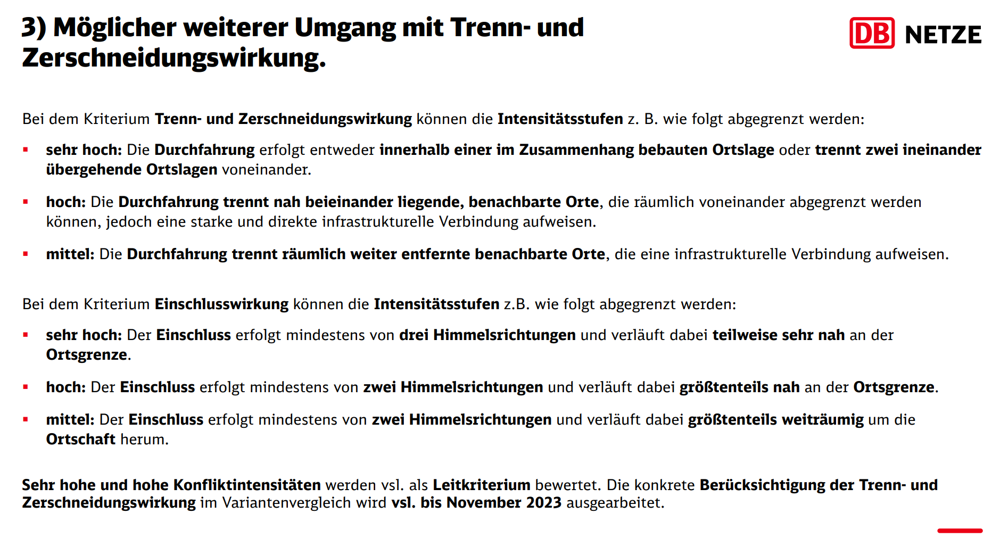 3) Möglicher weiterer Umgang mit Trenn- und
Zerschneidungswirkung.
DB NETZE
Bei dem Kriterium Trenn- und Zerschneidungswirkung können die Intensitätsstufen z. B. wie folgt abgegrenzt werden:
▪ sehr hoch: Die Durchfahrung erfolgt entweder innerhalb einer im Zusammenhang bebauten Ortslage oder trennt zwei ineinander
übergehende Ortslagen voneinander.
▪ hoch: Die Durchfahrung trennt nah beieinander liegende, benachbarte Orte, die räumlich voneinander abgegrenzt werden
können, jedoch eine starke und direkte infrastrukturelle Verbindung aufweisen.
▪ mittel: Die Durchfahrung trennt räumlich weiter entfernte benachbarte Orte, die eine infrastrukturelle Verbindung aufweisen.
Bei dem Kriterium Einschlusswirkung können die Intensitätsstufen z.B. wie folgt abgegrenzt werden:
▪ sehr hoch: Der Einschluss erfolgt mindestens von drei Himmelsrichtungen und verläuft dabei teilweise sehr nah an der
Ortsgrenze.
▪ hoch: Der Einschluss erfolgt mindestens von zwei Himmelsrichtungen und verläuft dabei größtenteils nah an der Ortsgrenze.
▪ mittel: Der Einschluss erfolgt mindestens von zwei Himmelsrichtungen und verläuft dabei größtenteils weiträumig um die
Ortschaft herum.
Sehr hohe und hohe Konfliktintensitäten werden vsl. als Leitkriterium bewertet. Die konkrete Berücksichtigung der Trenn- und
Zerschneidungswirkung im Variantenvergleich wird vsl. bis November 2023 ausgearbeitet.